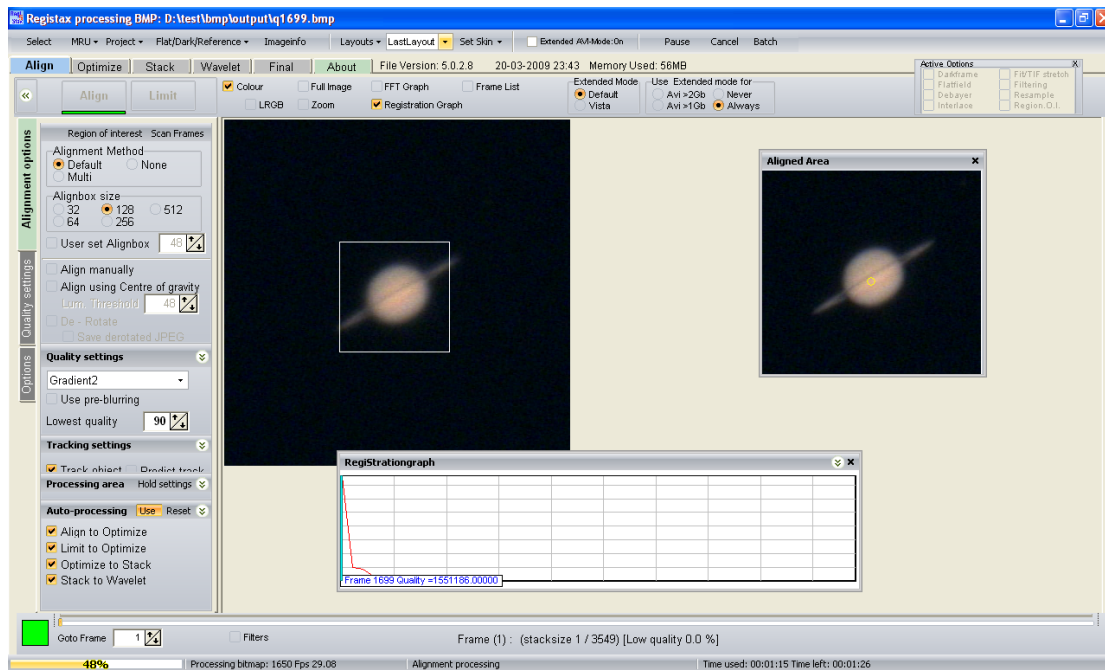 Registax processing BMP: D:\test\bmp\output\q1699.bmp
Select MRU Project Flat/Dark/Reference Imageinfo Layouts LastLayout Set Skin Extended AVI-Mode:On Pause Cancel Batch
Align Optimize Stack Wavelet Final About File Version: 5.0.2.8 20-03-2009 23:43 Memory Used: 56MB
Align Limit
Colour Full Image FFT Graph Frame List
LRGB Zoom Registration Graph
Extended Mode
Default
Vista
Use Extended mode for
Avi >2Gb Never
Avi >1Gb Always
Active Options X
Darkframe Fit/TIF stretch
Flatfield Filtering
Debayer Resample
Interlace Region.O.I.
Alignment options
Quality settings
Options
Region of interest Scan Frames
Alignment Method
Default None
Multi
Alignbox size
32 128 512
64 256
User set Alignbox 48
Align manually
Align using Centre of gravity
Lum. Threshold 48
De - Rotate
Save derotated JPEG
Quality settings
Gradient2
Use pre-blurring
Lowest quality 90
Tracking settings
Track object Predict track
Processing area Hold settings
Auto-processing Use Reset
Align to Optimize
Limit to Optimize
Optimize to Stack
Stack to Wavelet
Aligned Area
RegiStrationgraph
Frame 1699 Quality =1551186.00000
Goto Frame 1 Filters Frame (1) : (stacksize 1 / 3549) [Low quality 0.0 %]
48% Processing bitmap: 1650 Fps 29.08 Alignment processing Time used: 00:01:15 Time left: 00:01:26